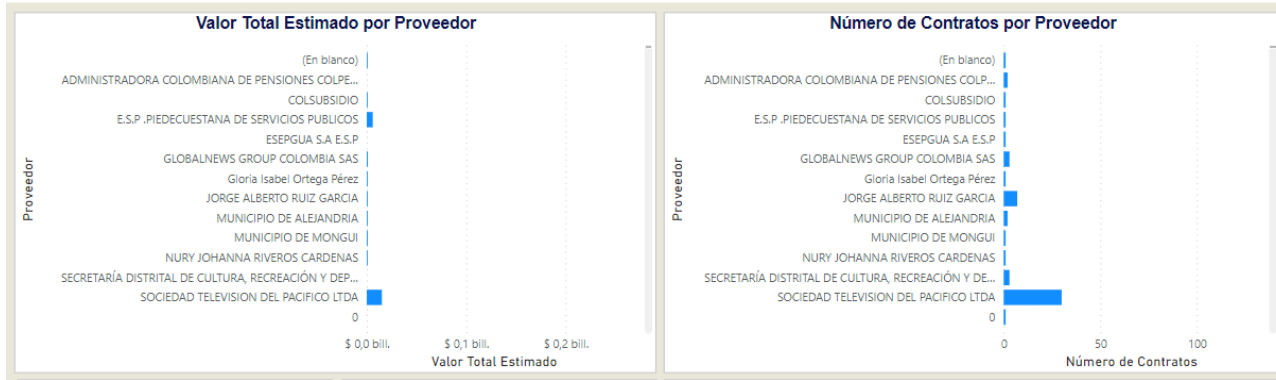 Valor Total Estimado por Proveedor
(En blanco)
ADMINISTRADORA COLOMBIANA DE PENSIONES COLPE...
COLSUBSIDIO
E.S.P .PIEDECUESTANA DE SERVICIOS PUBLICOS
ESEPGUA S.A E.S.P
GLOBALNEWS GROUP COLOMBIA SAS
Gloria Isabel Ortega Pérez
JORGE ALBERTO RUIZ GARCIA
MUNICIPIO DE ALEJANDRIA
MUNICIPIO DE MONGUI
NURY JOHANNA RIVEROS CARDENAS
SECRETARÍA DISTRITAL DE CULTURA, RECREACIÓN Y DEP...
SOCIEDAD TELEVISION DEL PACIFICO LTDA
0
Proveedor
$ 0,0 bill. $ 0,1 bill. $ 0,2 bill.
Valor Total Estimado
Número de Contratos por Proveedor
(En blanco)
ADMINISTRADORA COLOMBIANA DE PENSIONES COLP...
COLSUBSIDIO
E.S.P .PIEDECUESTANA DE SERVICIOS PUBLICOS
ESEPGUA S.A E.S.P
GLOBALNEWS GROUP COLOMBIA SAS
Gloria Isabel Ortega Pérez
JORGE ALBERTO RUIZ GARCIA
MUNICIPIO DE ALEJANDRIA
MUNICIPIO DE MONGUI
NURY JOHANNA RIVEROS CARDENAS
SECRETARÍA DISTRITAL DE CULTURA, RECREACIÓN Y DE...
SOCIEDAD TELEVISION DEL PACIFICO LTDA
0
Proveedor
0 50 100
Número de Contratos